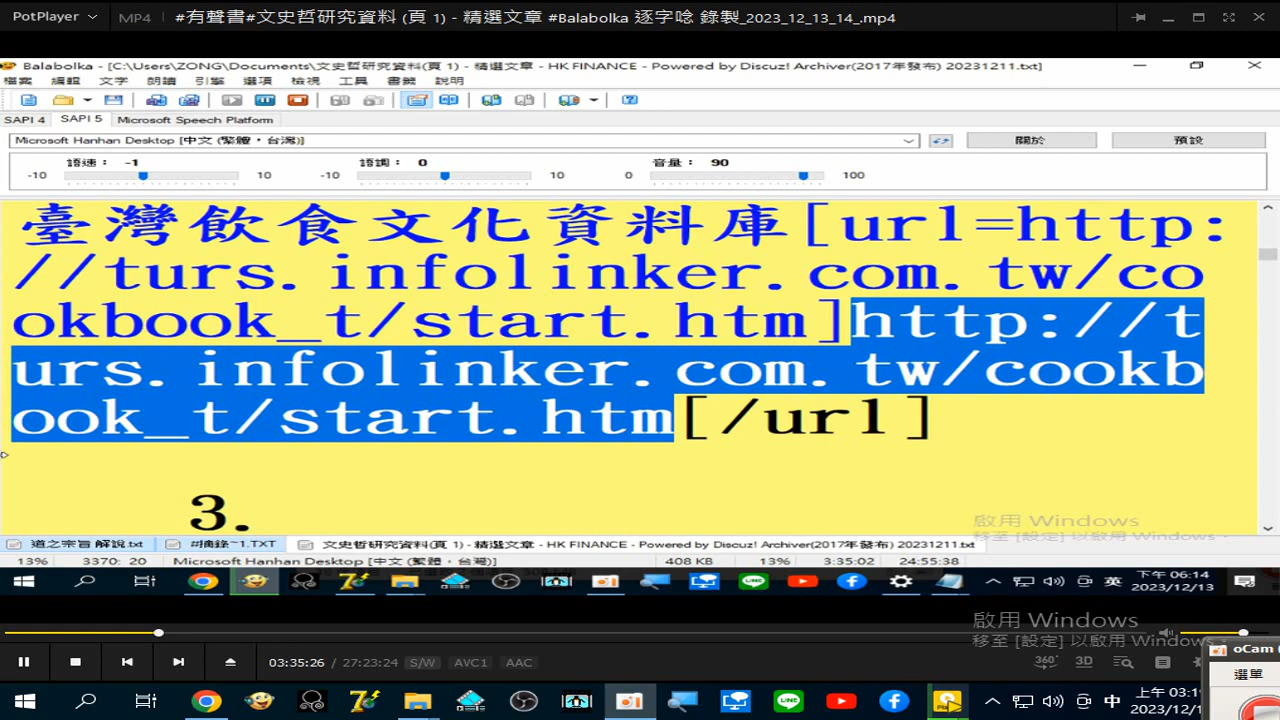 PotPlayer MP4 #有聲書#文史哲研究資料 (頁 1) - 精選文章 #Balabolka 逐字唸 錄製_2023_12_13_14_.mp4
Balabolka - [C:\Users\ZONG\Documents\文史哲研究資料(頁 1) - 精選文章 - HK FINANCE - Powered by Discuz! Archiver(2017年發布) 20231211.txt]
檔案 編輯 文字 朗讀 引擎 選項 檢視 工具 書籤 說明
SAPI 4 SAPI 5 Microsoft Speech Platform
Microsoft Hanhan Desktop [中文 (繁體，台灣)] 關於 預設
語速： -1 語調： 0 音量： 90
-10 10 -10 10 0 100
臺灣飲食文化資料庫[url=http:
//turs.infolinker.com.tw/co
okbook_t/start.htm]http://t
urs.infolinker.com.tw/cookb
ook_t/start.htm[/url]
3.
啟用 Windows
移至 [設定] 以啟用 Windows。
道之宗旨 解說.txt #摘錄~1.TXT 文史哲研究資料(頁 1) - 精選文章 - HK FINANCE - Powered by Discuz! Archiver(2017年發布) 20231211.txt
13% 3370: 20 Microsoft Hanhan Desktop [中文 (繁體，台灣)] 408 KB 13% 3:35:02 24:55:38
英 下午 06:14
2023/12/13
啟用 Windows
移至 [設定] 以啟用 Windows。
03:35:26 / 27:23:24 S/W AVC1 AAC 360° 3D
oCam
選單
中 上午 03:1
2023/12/1